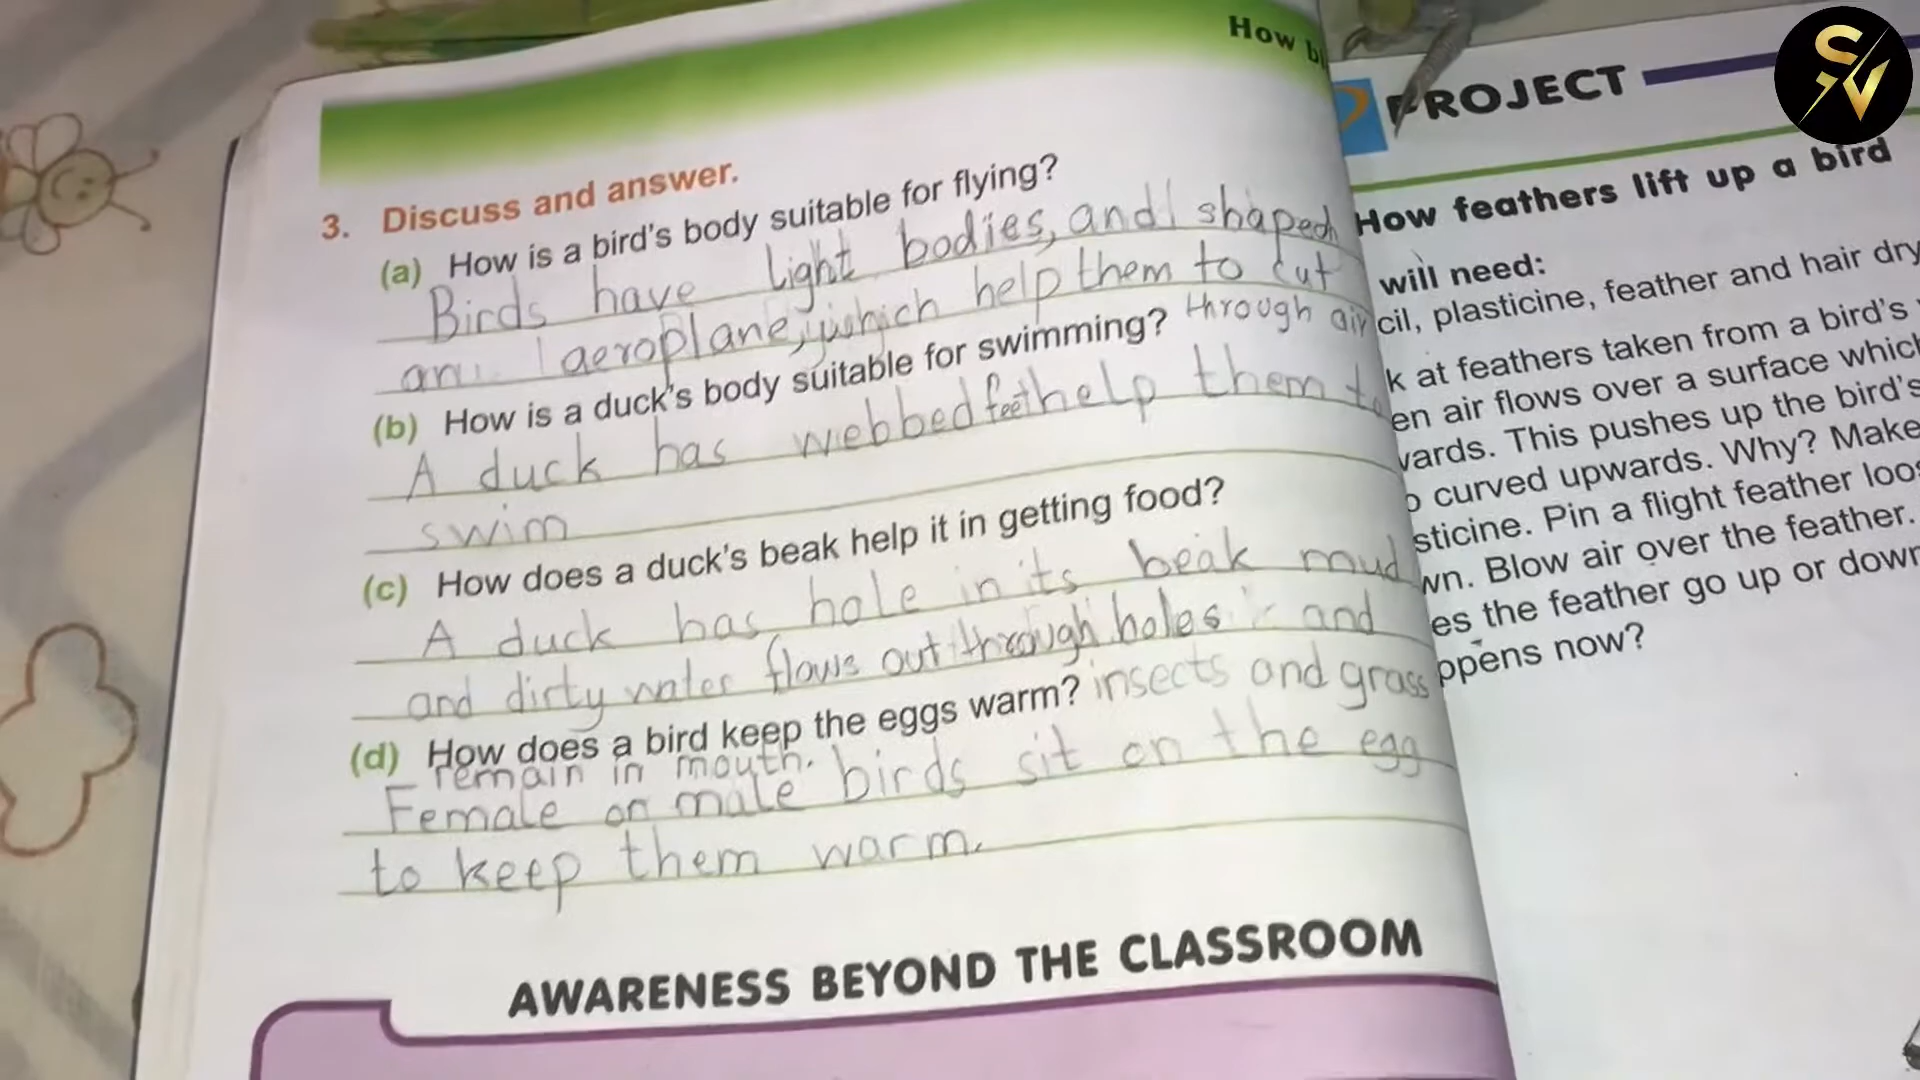 How
3. Discuss and answer.
(a) How is a bird's body suitable for flying?
Birds have light bodies, and shaped
aeroplane, which help them to cut
through air
(b) How is a duck's body suitable for swimming?
A duck has webbed feet help them to
swim
(c) How does a duck's beak help it in getting food?
A duck has hole in its beak mud
and dirty water flows out through holes and
insects and grass
remain in mouth.
(d) How does a bird keep the eggs warm?
Female or male birds sit on the egg
to keep them warm.
AWARENESS BEYOND THE CLASSROOM
PROJECT
How feathers lift up a bird
will need:
cil, plasticine, feather and hair dry
k at feathers taken from a bird's
en air flows over a surface which
vards. This pushes up the bird's
curved upwards. Why? Make
sticine. Pin a flight feather loos
wn. Blow air over the feather.
es the feather go up or down
ppens now?
SV